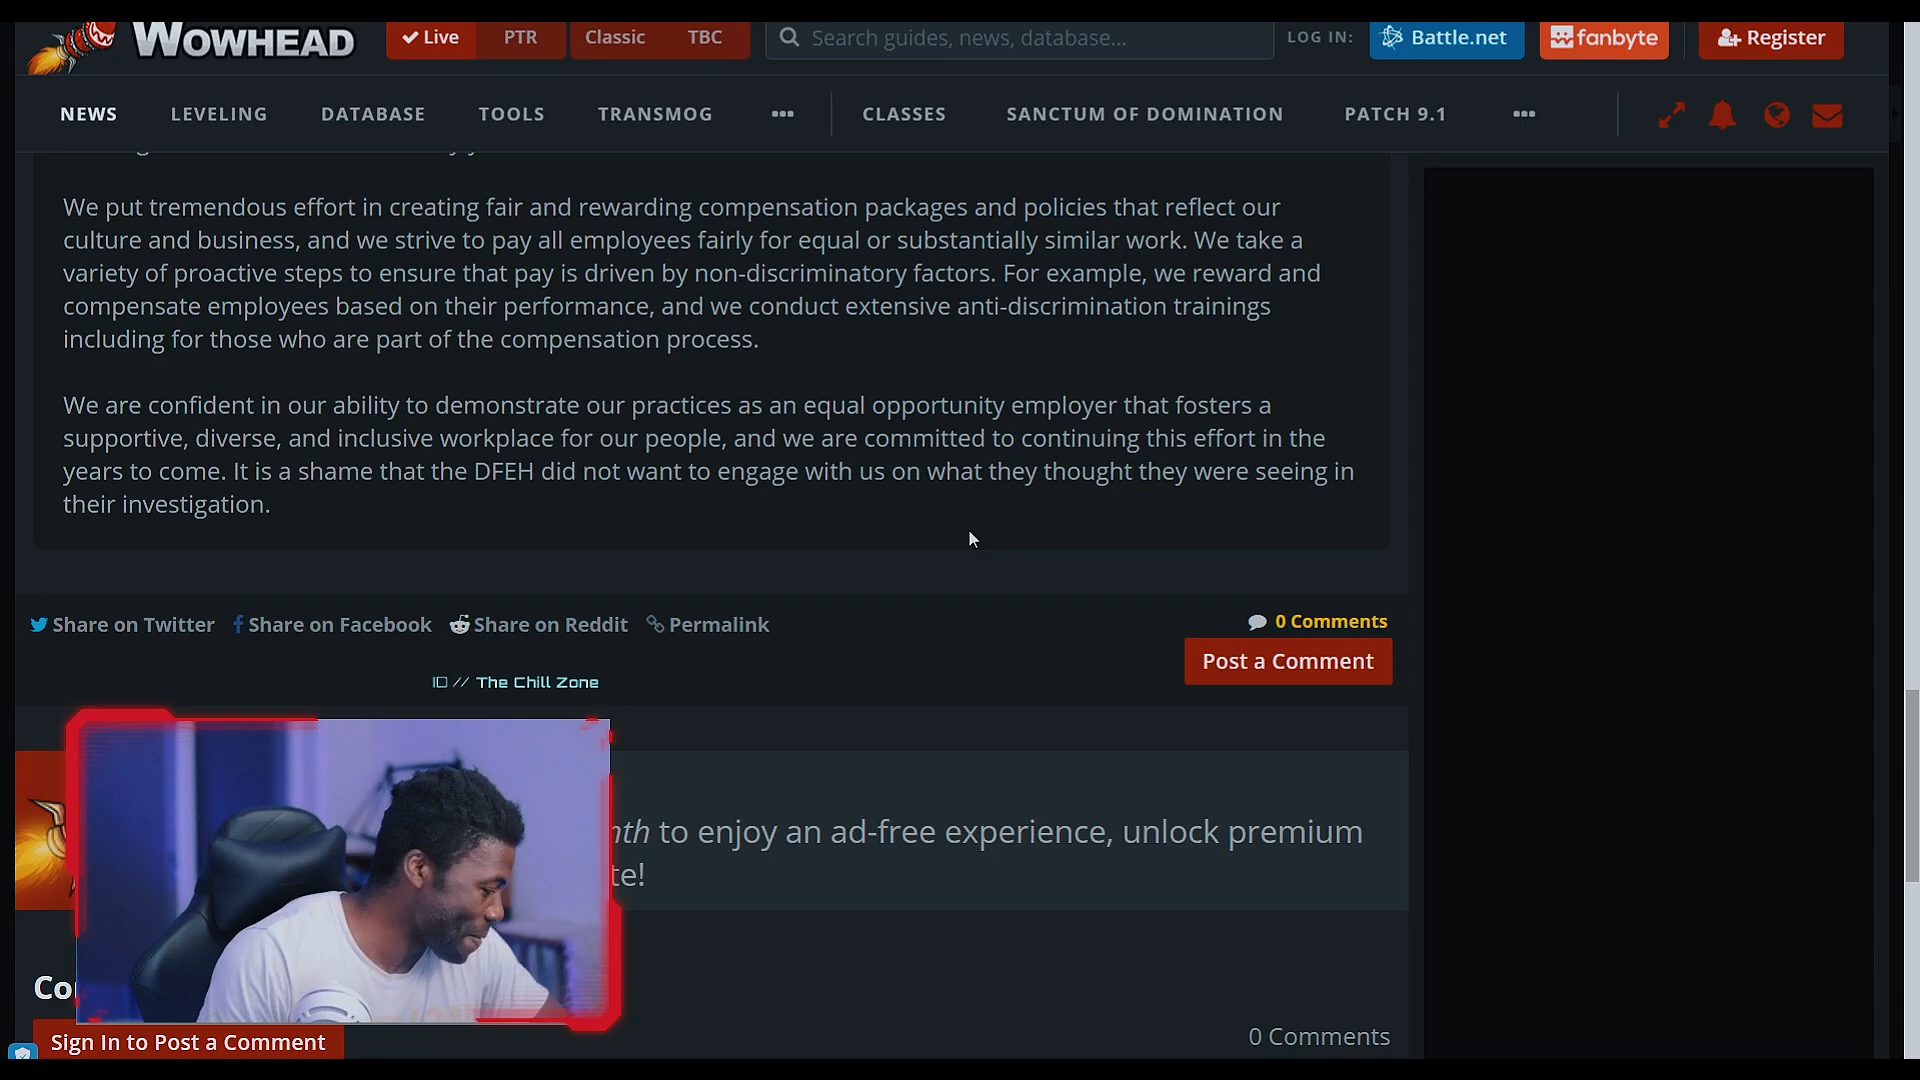 WOWHEAD
Live PTR Classic TBC Search guides, news, database... LOG IN: Battle.net fanbyte Register
NEWS LEVELING DATABASE TOOLS TRANSMOG ••• CLASSES SANCTUM OF DOMINATION PATCH 9.1 •••
We put tremendous effort in creating fair and rewarding compensation packages and policies that reflect our
culture and business, and we strive to pay all employees fairly for equal or substantially similar work. We take a
variety of proactive steps to ensure that pay is driven by non-discriminatory factors. For example, we reward and
compensate employees based on their performance, and we conduct extensive anti-discrimination trainings
including for those who are part of the compensation process.
We are confident in our ability to demonstrate our practices as an equal opportunity employer that fosters a
supportive, diverse, and inclusive workplace for our people, and we are committed to continuing this effort in the
years to come. It is a shame that the DFEH did not want to engage with us on what they thought they were seeing in
their investigation.
Share on Twitter Share on Facebook Share on Reddit Permalink 0 Comments
Post a Comment
ID // The Chill Zone
to enjoy an ad-free experience, unlock premium
Sign In to Post a Comment
0 Comments